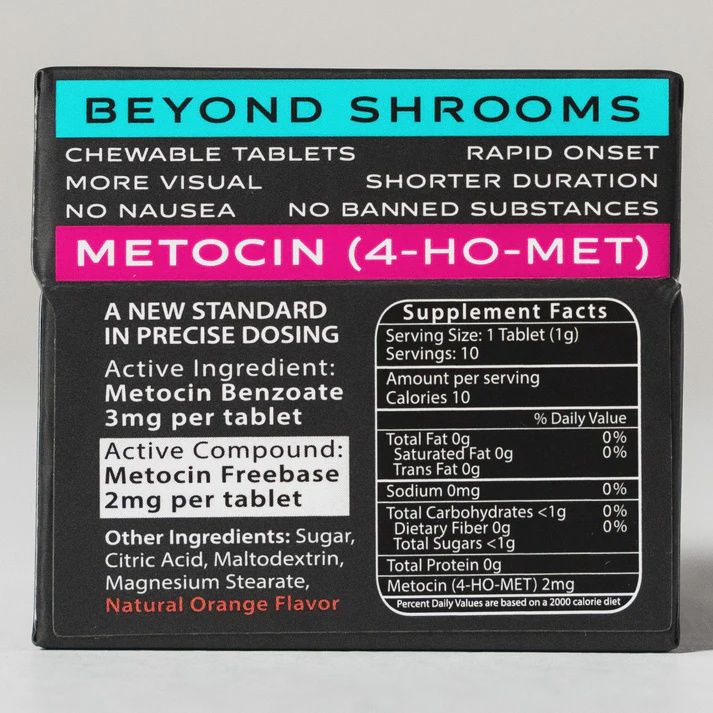 BEYOND SHROOMS
CHEWABLE TABLETS RAPID ONSET
MORE VISUAL SHORTER DURATION
NO NAUSEA NO BANNED SUBSTANCES
METOCIN (4-HO-MET)
A NEW STANDARD
IN PRECISE DOSING
Active Ingredient:
Metocin Benzoate
3mg per tablet
Active Compound:
Metocin Freebase
2mg per tablet
Other Ingredients: Sugar,
Citric Acid, Maltodextrin,
Magnesium Stearate,
Natural Orange Flavor
Supplement Facts
Serving Size: 1 Tablet (1g)
Servings: 10
Amount per serving
Calories 10
% Daily Value
Total Fat 0g 0%
Saturated Fat 0g 0%
Trans Fat 0g
Sodium 0mg 0%
Total Carbohydrates <1g 0%
Dietary Fiber 0g 0%
Total Sugars <1g
Total Protein 0g
Metocin (4-HO-MET) 2mg
Percent Daily Values are based on a 2000 calorie diet